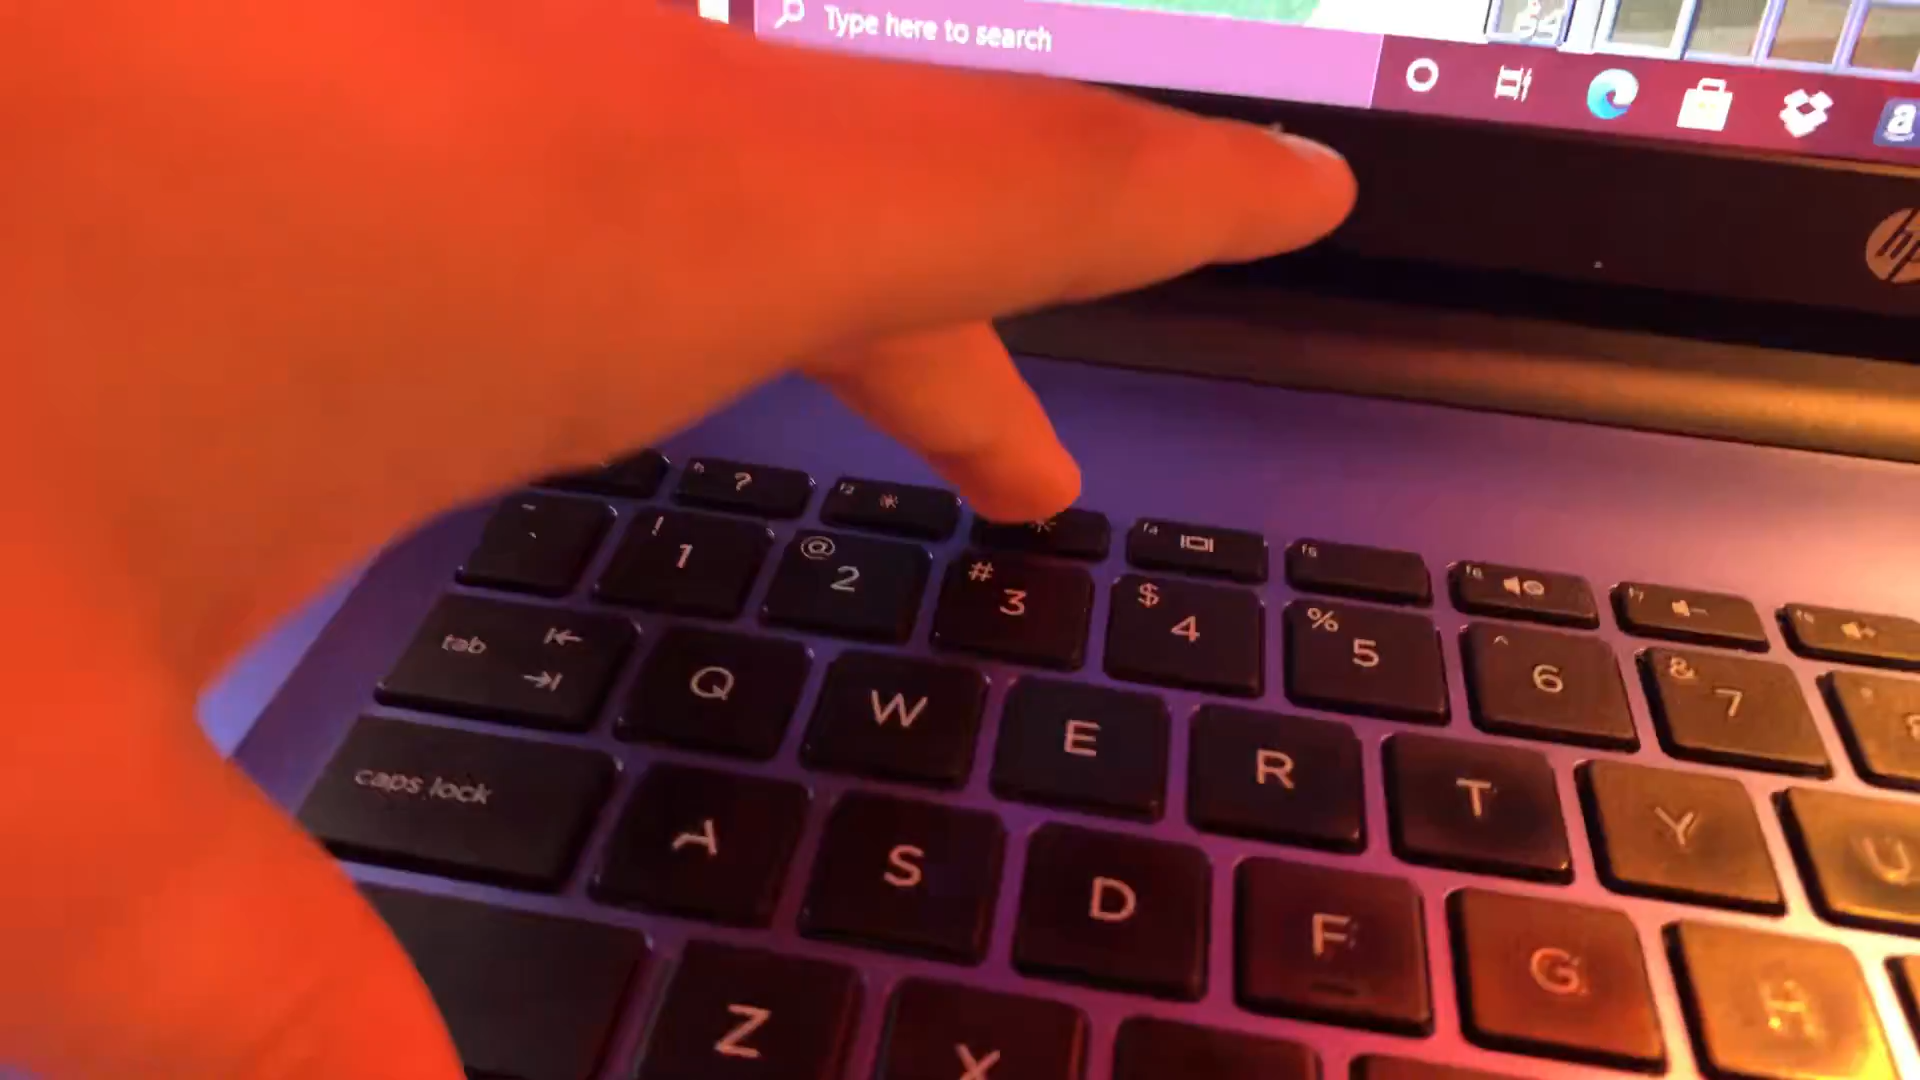 Type here to search
a
hp
f1 ?
f2
f4
f5
f6
f7
f8
~ `
! 1
@ 2
# 3
$ 4
% 5
^ 6
& 7
tab
Q
W
E
R
T
Y
U
caps lock
A
S
D
F
G
H
Z
X